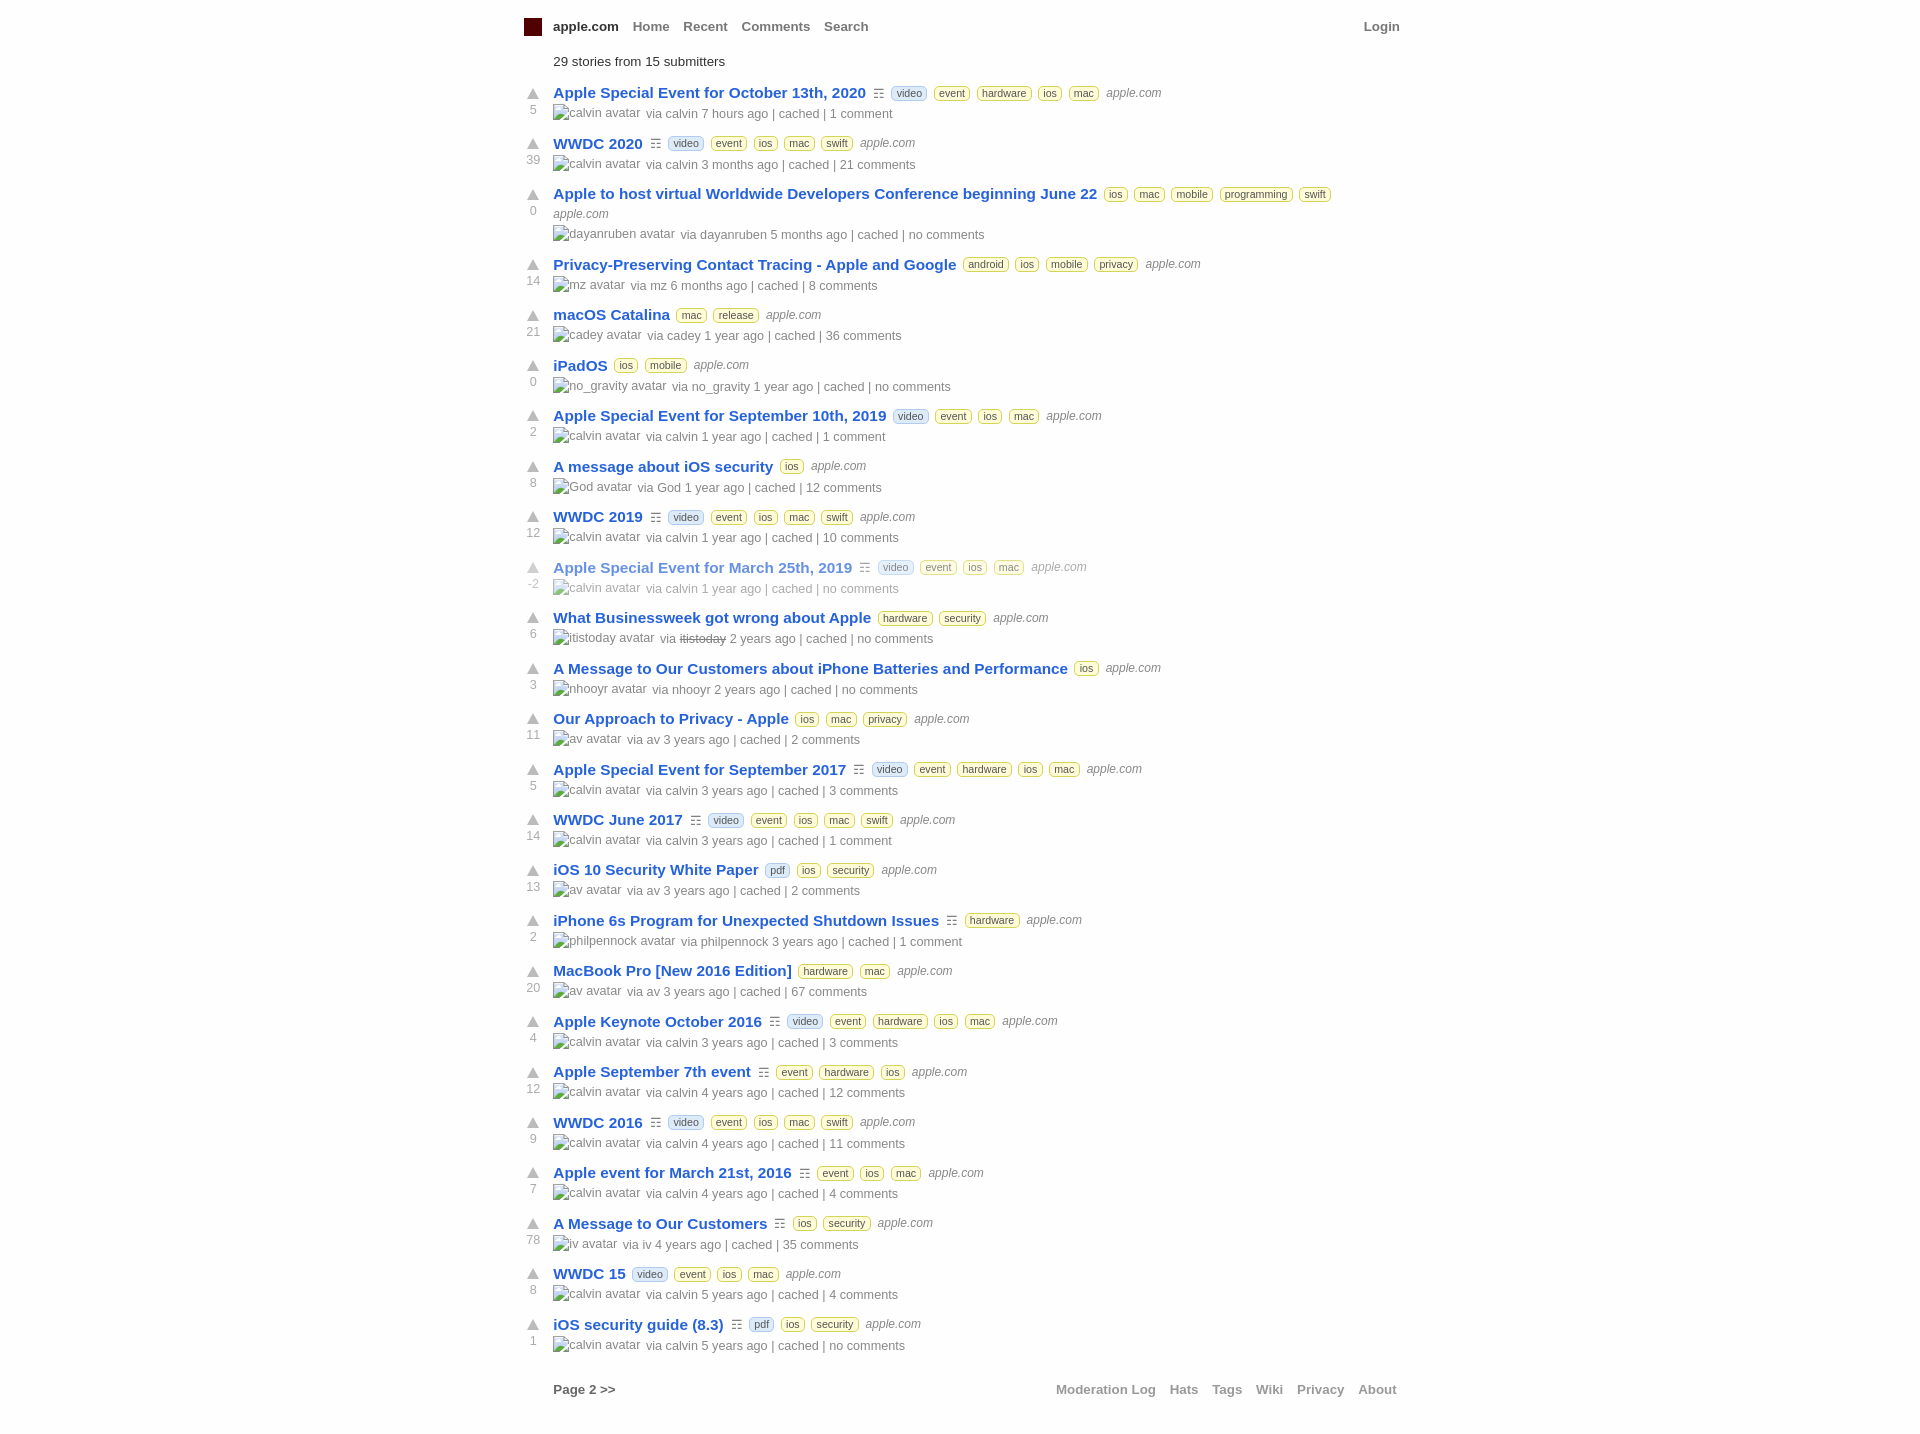 apple.com Home Recent Comments Search Login
29 stories from 15 submitters
Apple Special Event for October 13th, 2020 ☶ video event hardware ios mac apple.com
5
calvin avatar via calvin 7 hours ago | cached | 1 comment
WWDC 2020 ☶ video event ios mac swift apple.com
39
calvin avatar via calvin 3 months ago | cached | 21 comments
Apple to host virtual Worldwide Developers Conference beginning June 22 ios mac mobile programming swift
0
apple.com
dayanruben avatar via dayanruben 5 months ago | cached | no comments
Privacy-Preserving Contact Tracing - Apple and Google android ios mobile privacy apple.com
14
mz avatar via mz 6 months ago | cached | 8 comments
macOS Catalina mac release apple.com
21
cadey avatar via cadey 1 year ago | cached | 36 comments
iPadOS ios mobile apple.com
0
no_gravity avatar via no_gravity 1 year ago | cached | no comments
Apple Special Event for September 10th, 2019 video event ios mac apple.com
2
calvin avatar via calvin 1 year ago | cached | 1 comment
A message about iOS security ios apple.com
8
God avatar via God 1 year ago | cached | 12 comments
WWDC 2019 ☶ video event ios mac swift apple.com
12
calvin avatar via calvin 1 year ago | cached | 10 comments
Apple Special Event for March 25th, 2019 ☶ video event ios mac apple.com
-2
calvin avatar via calvin 1 year ago | cached | no comments
What Businessweek got wrong about Apple hardware security apple.com
6
itistoday avatar via itistoday 2 years ago | cached | no comments
A Message to Our Customers about iPhone Batteries and Performance ios apple.com
3
nhooyr avatar via nhooyr 2 years ago | cached | no comments
Our Approach to Privacy - Apple ios mac privacy apple.com
11
av avatar via av 3 years ago | cached | 2 comments
Apple Special Event for September 2017 ☶ video event hardware ios mac apple.com
5
calvin avatar via calvin 3 years ago | cached | 3 comments
WWDC June 2017 ☶ video event ios mac swift apple.com
14
calvin avatar via calvin 3 years ago | cached | 1 comment
iOS 10 Security White Paper pdf ios security apple.com
13
av avatar via av 3 years ago | cached | 2 comments
iPhone 6s Program for Unexpected Shutdown Issues ☶ hardware apple.com
2
philpennock avatar via philpennock 3 years ago | cached | 1 comment
MacBook Pro [New 2016 Edition] hardware mac apple.com
20
av avatar via av 3 years ago | cached | 67 comments
Apple Keynote October 2016 ☶ video event hardware ios mac apple.com
4
calvin avatar via calvin 3 years ago | cached | 3 comments
Apple September 7th event ☶ event hardware ios apple.com
12
calvin avatar via calvin 4 years ago | cached | 12 comments
WWDC 2016 ☶ video event ios mac swift apple.com
9
calvin avatar via calvin 4 years ago | cached | 11 comments
Apple event for March 21st, 2016 ☶ event ios mac apple.com
7
calvin avatar via calvin 4 years ago | cached | 4 comments
A Message to Our Customers ☶ ios security apple.com
78
iv avatar via iv 4 years ago | cached | 35 comments
WWDC 15 video event ios mac apple.com
8
calvin avatar via calvin 5 years ago | cached | 4 comments
iOS security guide (8.3) ☶ pdf ios security apple.com
1
calvin avatar via calvin 5 years ago | cached | no comments
Page 2 >> Moderation Log Hats Tags Wiki Privacy About